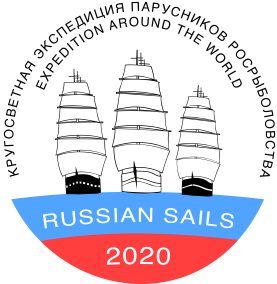 КРУГОСВЕТНАЯ ЭКСПЕДИЦИЯ ПАРУСНИКОВ РОСРЫБОЛОВСТВА
EXPEDITION AROUND THE WORLD
RUSSIAN SAILS
2020